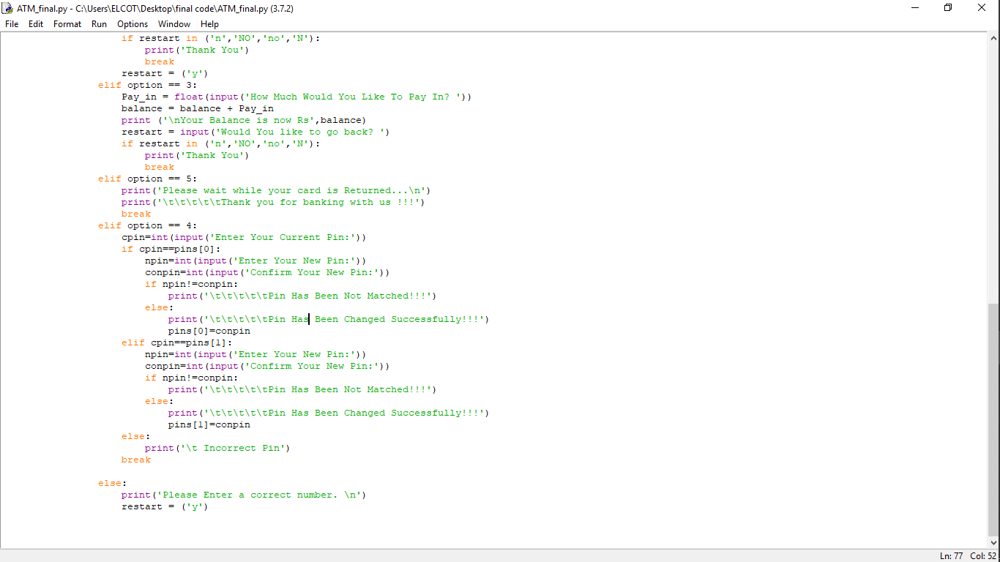 ATM_final.py - C:\Users\ELCOT\Desktop\final code\ATM_final.py (3.7.2)
File Edit Format Run Options Window Help
            if restart in ('n','NO','no','N'):
                print('Thank You')
                break
            restart = ('y')
        elif option == 3:
            Pay_in = float(input('How Much Would You Like To Pay In? '))
            balance = balance + Pay_in
            print ('\nYour Balance is now Rs',balance)
            restart = input('Would You like to go back? ')
            if restart in ('n','NO','no','N'):
                print('Thank You')
                break
        elif option == 5:
            print('Please wait while your card is Returned...\n')
            print('\t\t\t\t\tThank you for banking with us !!!')
            break
        elif option == 4:
            cpin=int(input('Enter Your Current Pin:'))
            if cpin==pins[0]:
                npin=int(input('Enter Your New Pin:'))
                conpin=int(input('Confirm Your New Pin:'))
                if npin!=conpin:
                    print('\t\t\t\t\tPin Has Been Not Matched!!!')
                else:
                    print('\t\t\t\t\tPin Has Been Changed Successfully!!!')
                    pins[0]=conpin
            elif cpin==pins[1]:
                npin=int(input('Enter Your New Pin:'))
                conpin=int(input('Confirm Your New Pin:'))
                if npin!=conpin:
                    print('\t\t\t\t\tPin Has Been Not Matched!!!')
                else:
                    print('\t\t\t\t\tPin Has Been Changed Successfully!!!')
                    pins[1]=conpin
            else:
                print('\t Incorrect Pin')
            break
        else:
            print('Please Enter a correct number. \n')
            restart = ('y')
Ln: 77 Col: 52